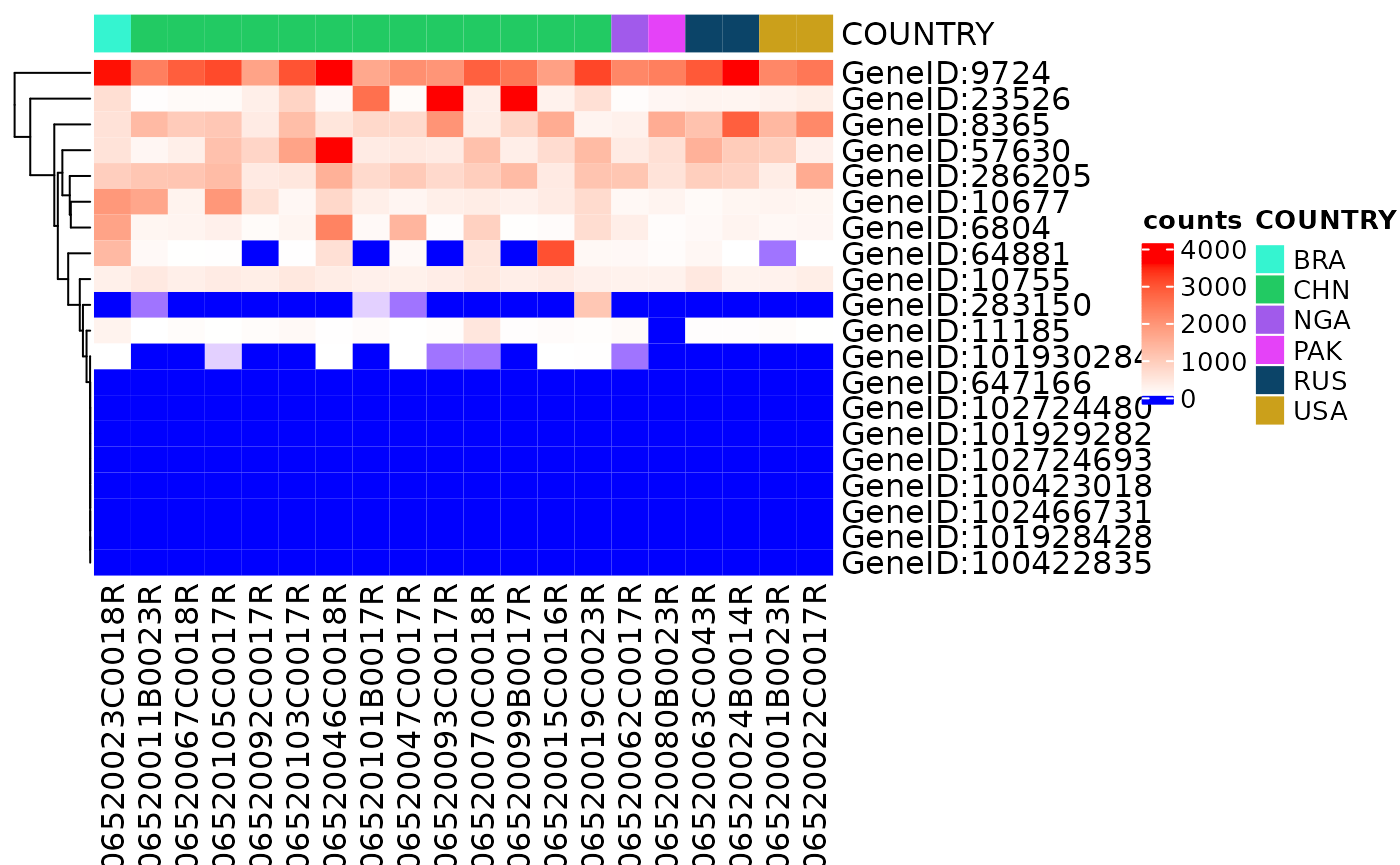 COUNTRY
GeneID:9724
GeneID:23526
GeneID:8365
GeneID:57630
GeneID:286205
GeneID:10677
GeneID:6804
GeneID:64881
GeneID:10755
GeneID:283150
GeneID:11185
GeneID:101930284
GeneID:647166
GeneID:102724480
GeneID:101929282
GeneID:102724693
GeneID:100423018
GeneID:102466731
GeneID:101928428
GeneID:100422835
counts
4000
3000
2000
1000
0
COUNTRY
BRA
CHN
NGA
PAK
RUS
USA
06520023C0018R
06520011B0023R
06520067C0018R
06520105C0017R
06520092C0017R
06520103C0017R
06520046C0018R
06520101B0017R
06520047C0017R
06520093C0017R
06520070C0018R
06520099B0017R
06520015C0016R
06520019C0023R
06520062C0017R
06520080B0023R
06520063C0043R
06520024B0014R
06520001B0023R
06520022C0017R